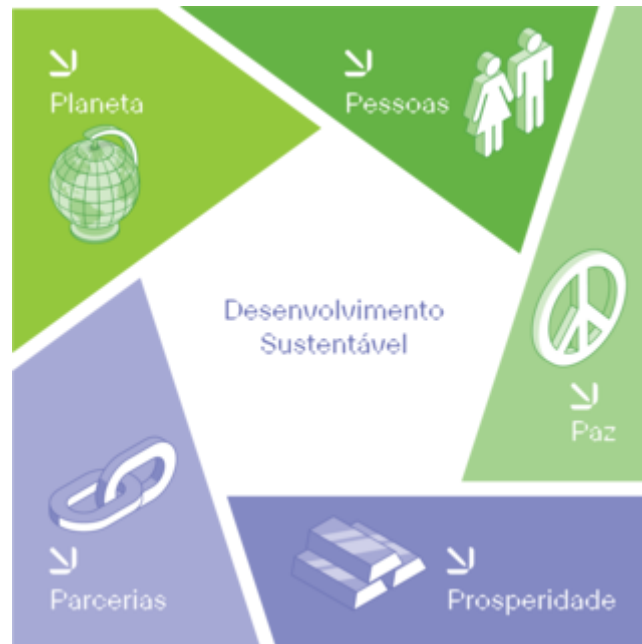 Planeta
Pessoas
Desenvolvimento
Sustentável
Paz
Parcerias
Prosperidade